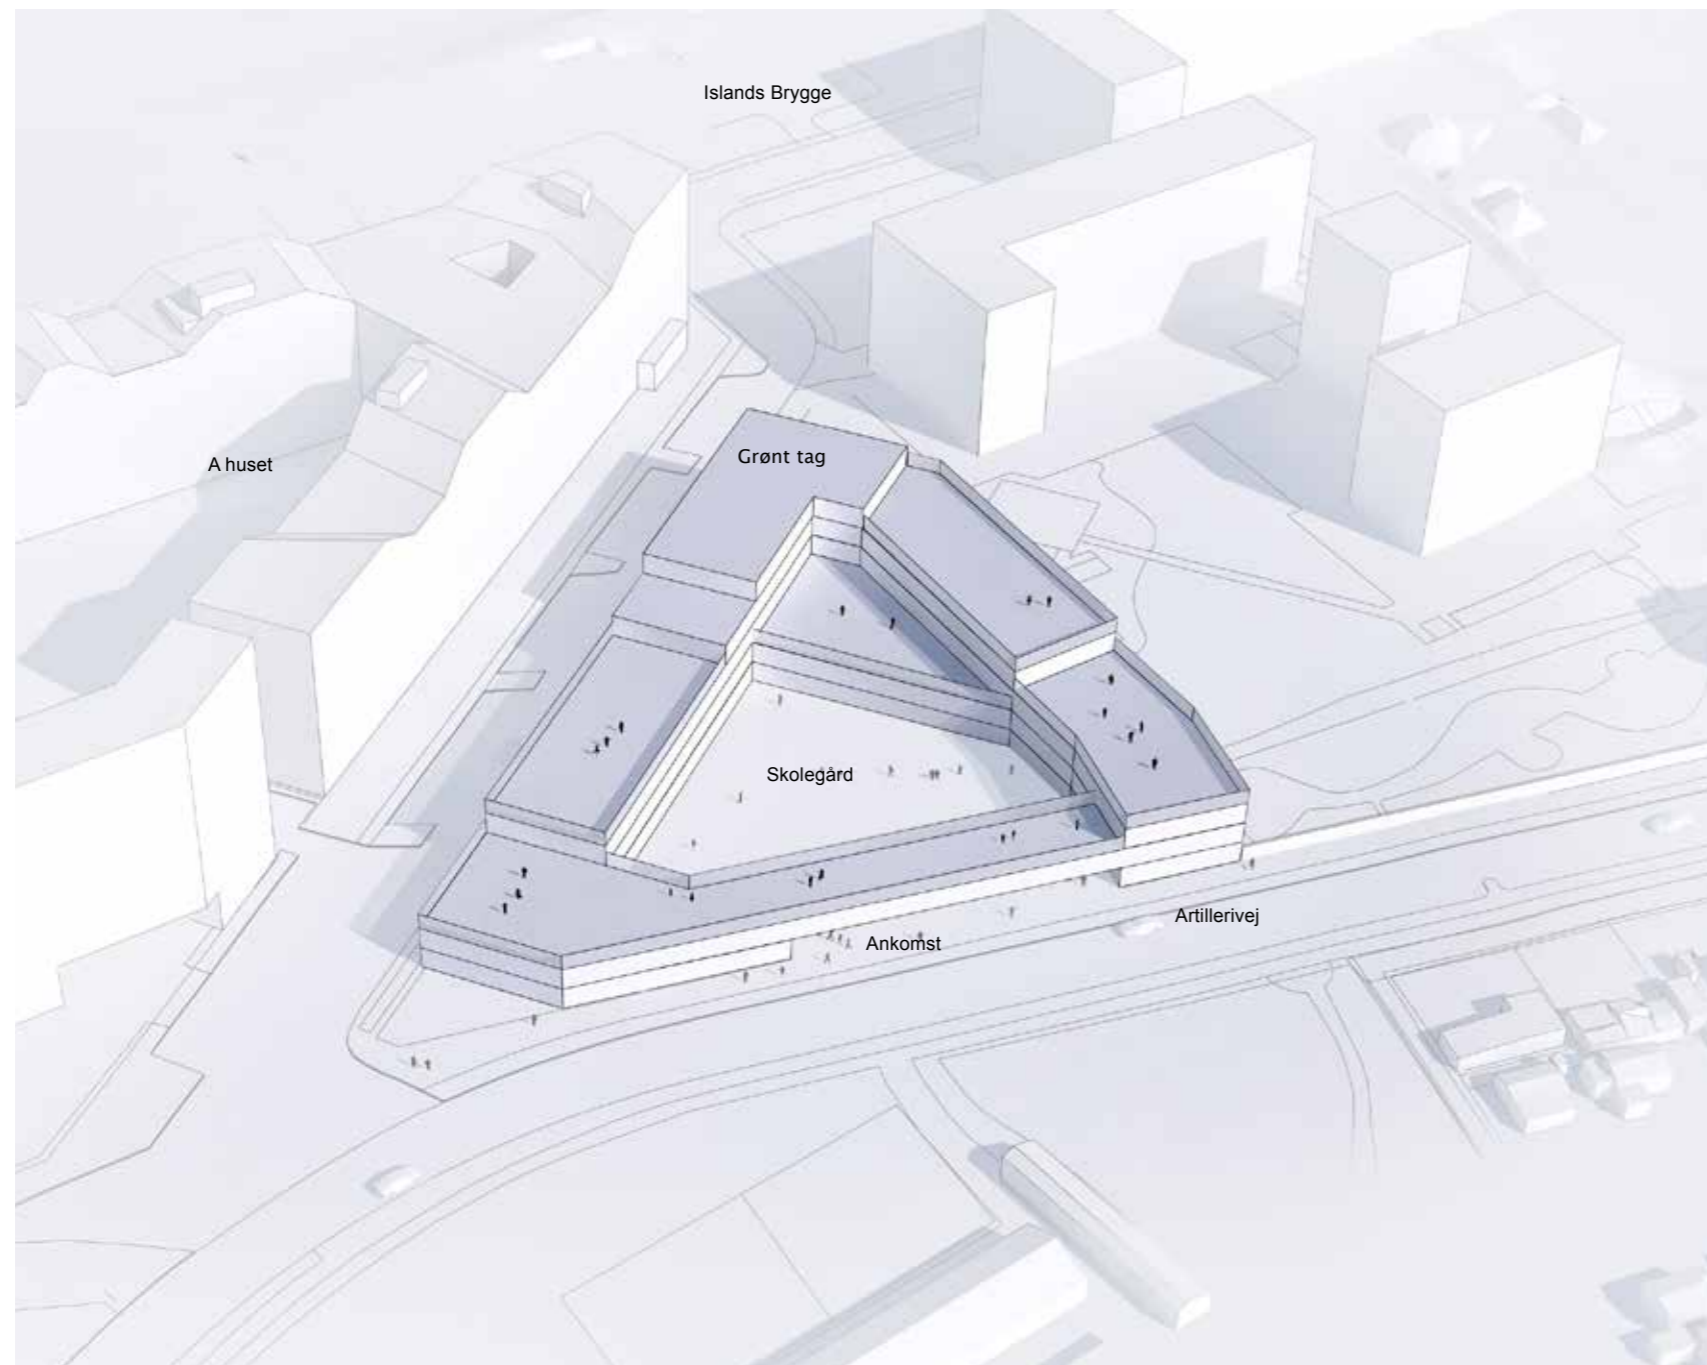 Islands Brygge
Grønt tag
A huset
Skolegård
Artillerivej
Ankomst